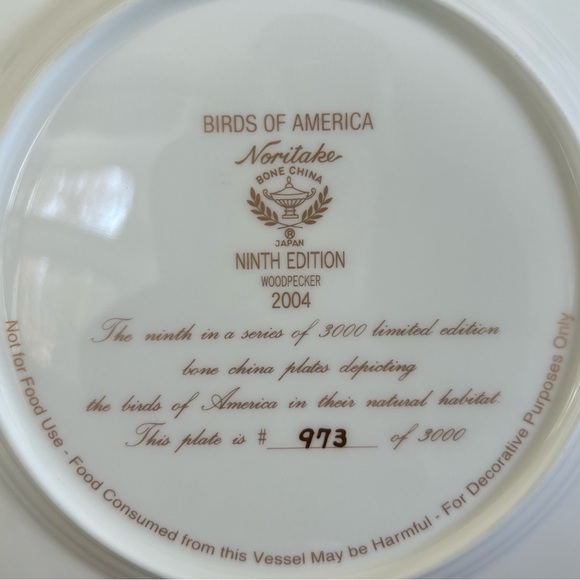 BIRDS OF AMERICA
Noritake
BONE CHINA
®
JAPAN
NINTH EDITION
WOODPECKER
2004
The ninth in a series of 3000 limited edition
bone china plates depicting
the birds of America in their natural habitat.
This plate is # 973 of 3000
Not for Food Use - Food Consumed from this Vessel May be Harmful - For Decorative Purposes Only